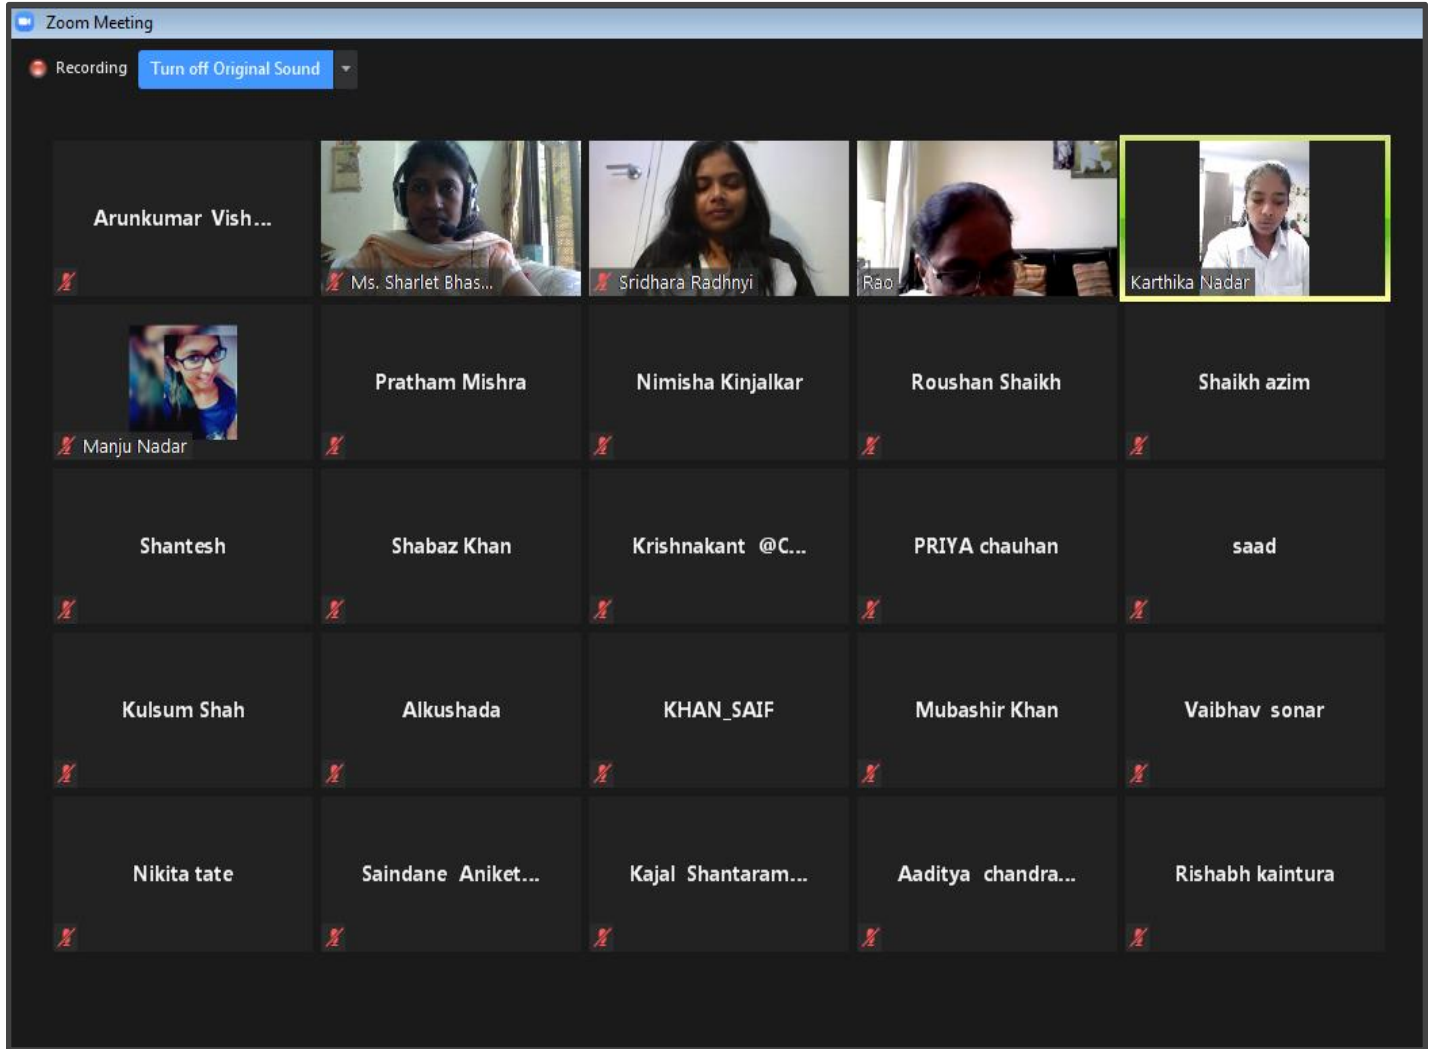 Zoom Meeting
Recording
Turn off Original Sound
Arunkumar Vish...
Ms. Sharlet Bhas...
Sridhara Radhnyi
Rao
Karthika Nadar
Manju Nadar
Pratham Mishra
Nimisha Kinjalkar
Roushan Shaikh
Shaikh azim
Shantesh
Shabaz Khan
Krishnakant @C...
PRIYA chauhan
saad
Kulsum Shah
Alkushada
KHAN_SAIF
Mubashir Khan
Vaibhav sonar
Nikita tate
Saindane Aniket...
Kajal Shantaram...
Aaditya chandra...
Rishabh kaintura